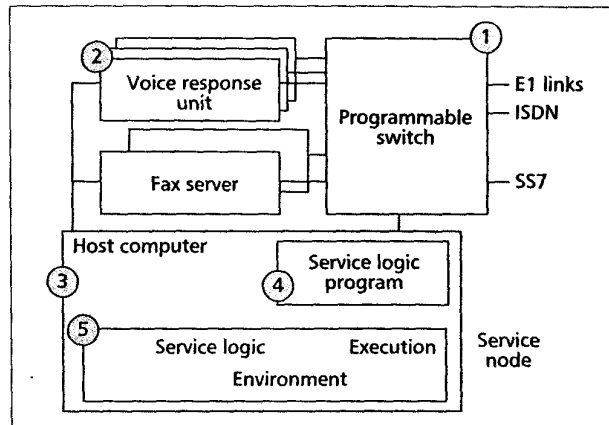 1
2
Voice response
unit
Programmable
switch
E1 links
ISDN
Fax server
SS7
Host computer
3
4
Service logic
program
5
Service logic Execution
Environment
Service
node